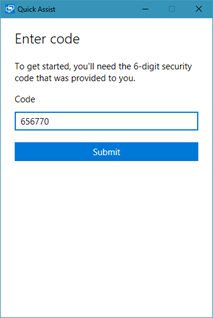 Quick Assist
Enter code
To get started, you'll need the 6-digit security
code that was provided to you.
Code
656770
Submit